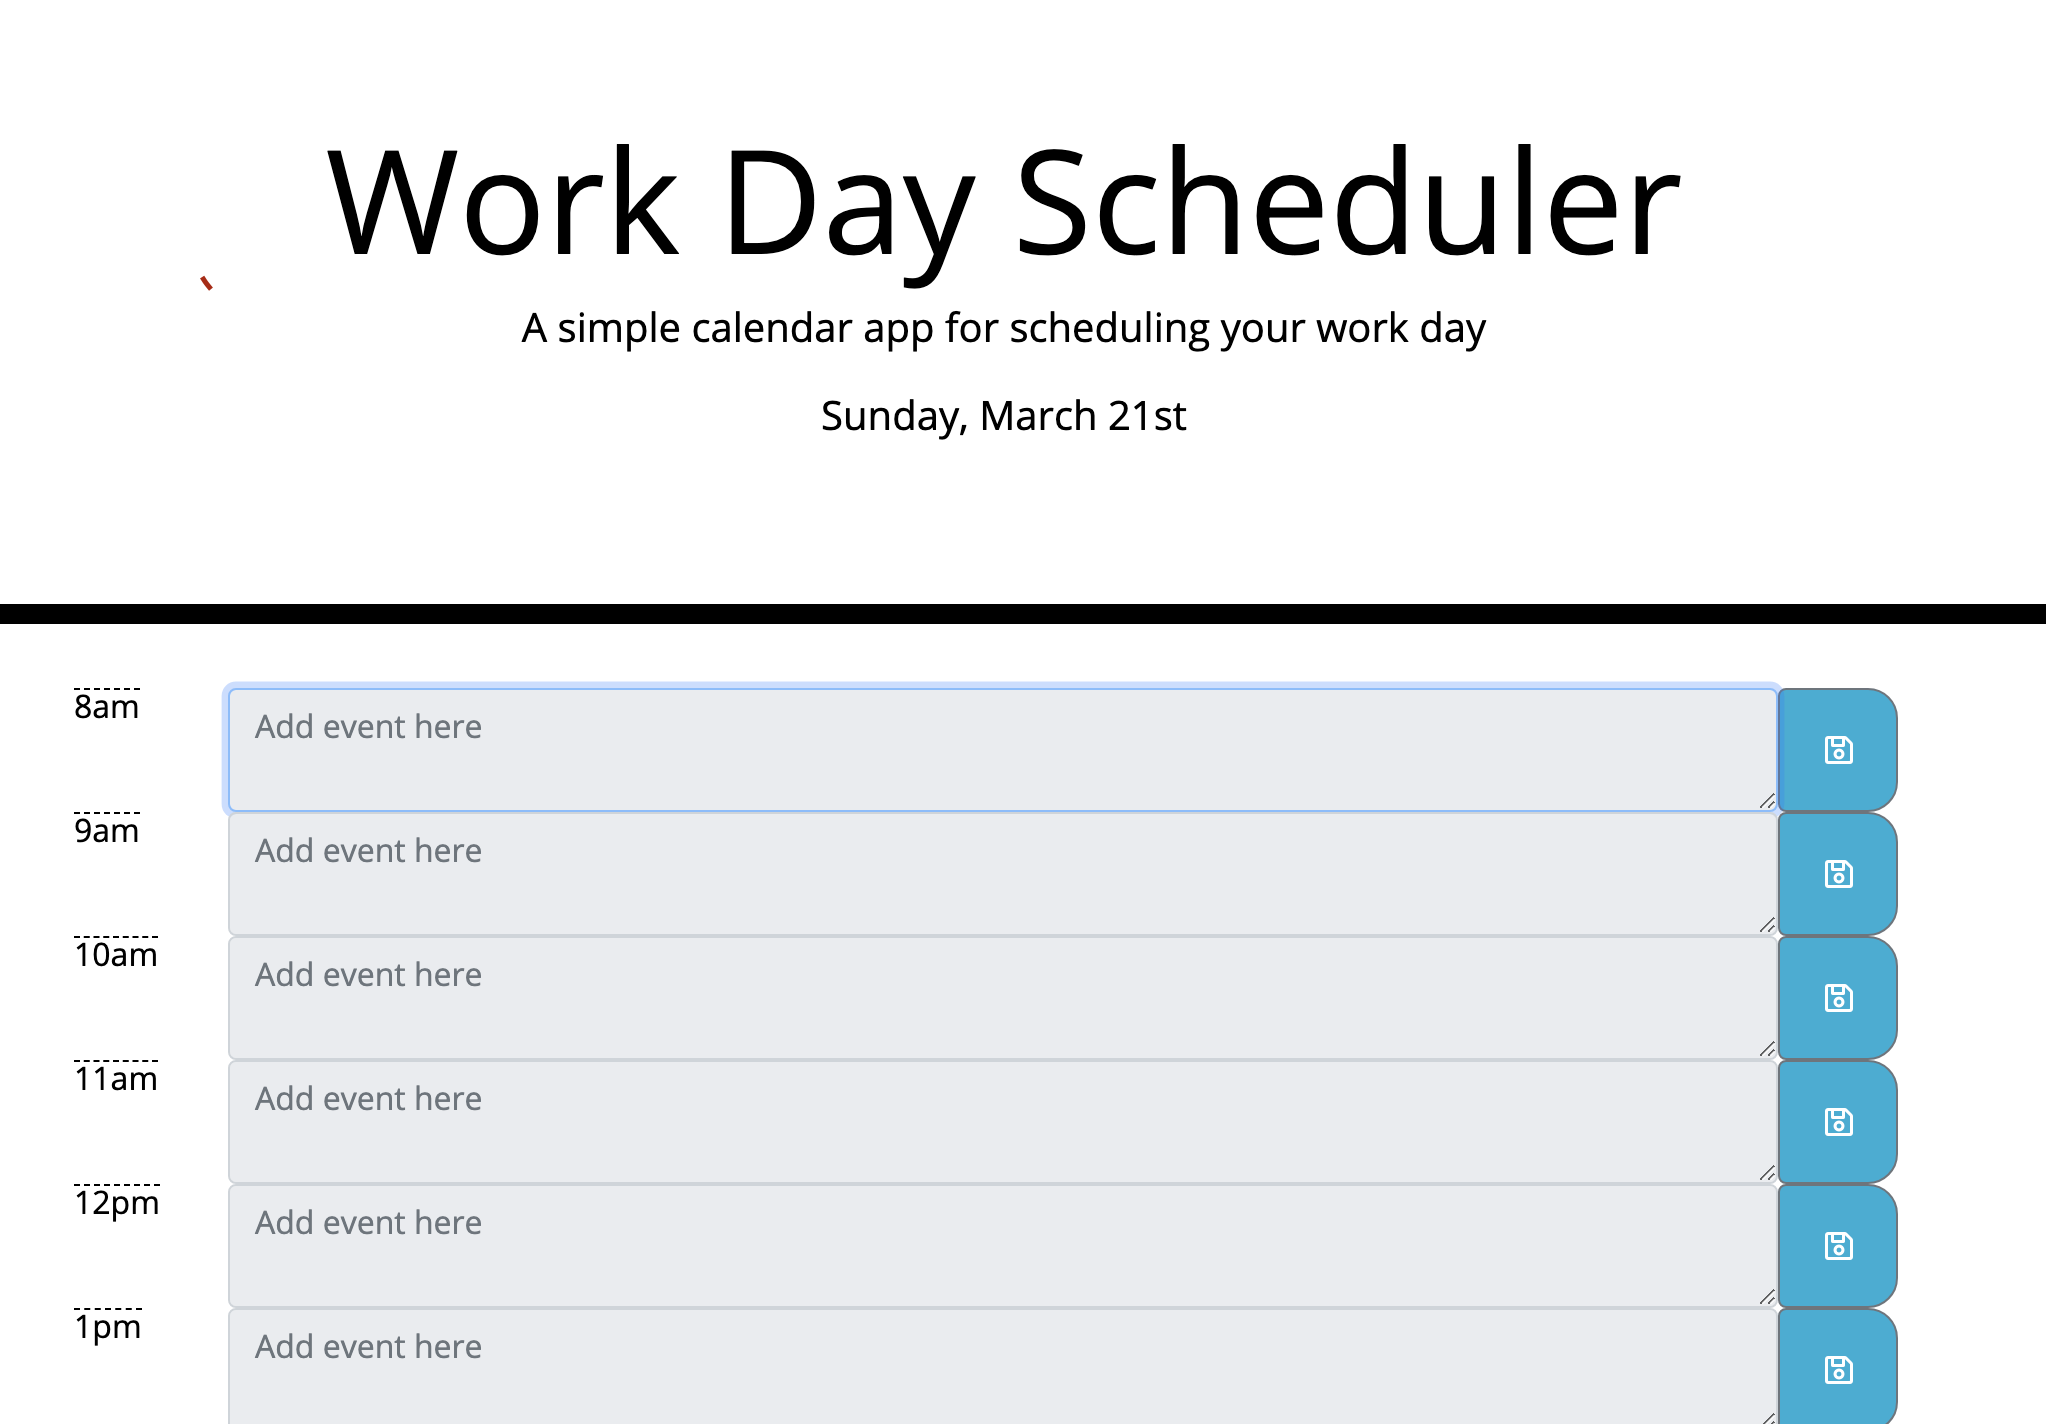 Work Day Scheduler
A simple calendar app for scheduling your work day
Sunday, March 21st
8am
Add event here
9am
Add event here
10am
Add event here
11am
Add event here
12pm
Add event here
1pm
Add event here